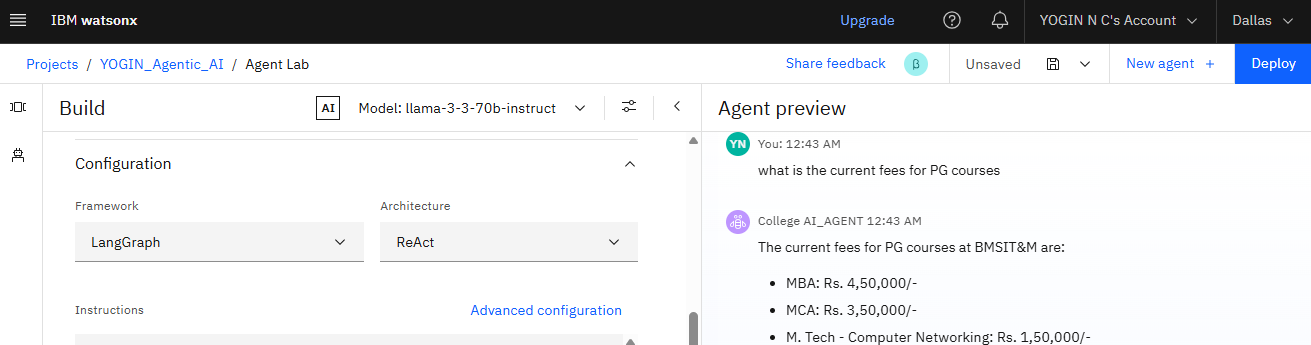 IBM watsonx
Upgrade
YOGIN N C's Account
Dallas
Projects / YOGIN_Agentic_AI / Agent Lab
Share feedback
β
Unsaved
New agent +
Deploy
Build
AI
Model: llama-3-3-70b-instruct
Configuration
Framework
Architecture
LangGraph
ReAct
Instructions
Advanced configuration
Agent preview
YN
You: 12:43 AM
what is the current fees for PG courses
College AI_AGENT 12:43 AM
The current fees for PG courses at BMSIT&M are:
• MBA: Rs. 4,50,000/-
• MCA: Rs. 3,50,000/-
• M. Tech - Computer Networking: Rs. 1,50,000/-